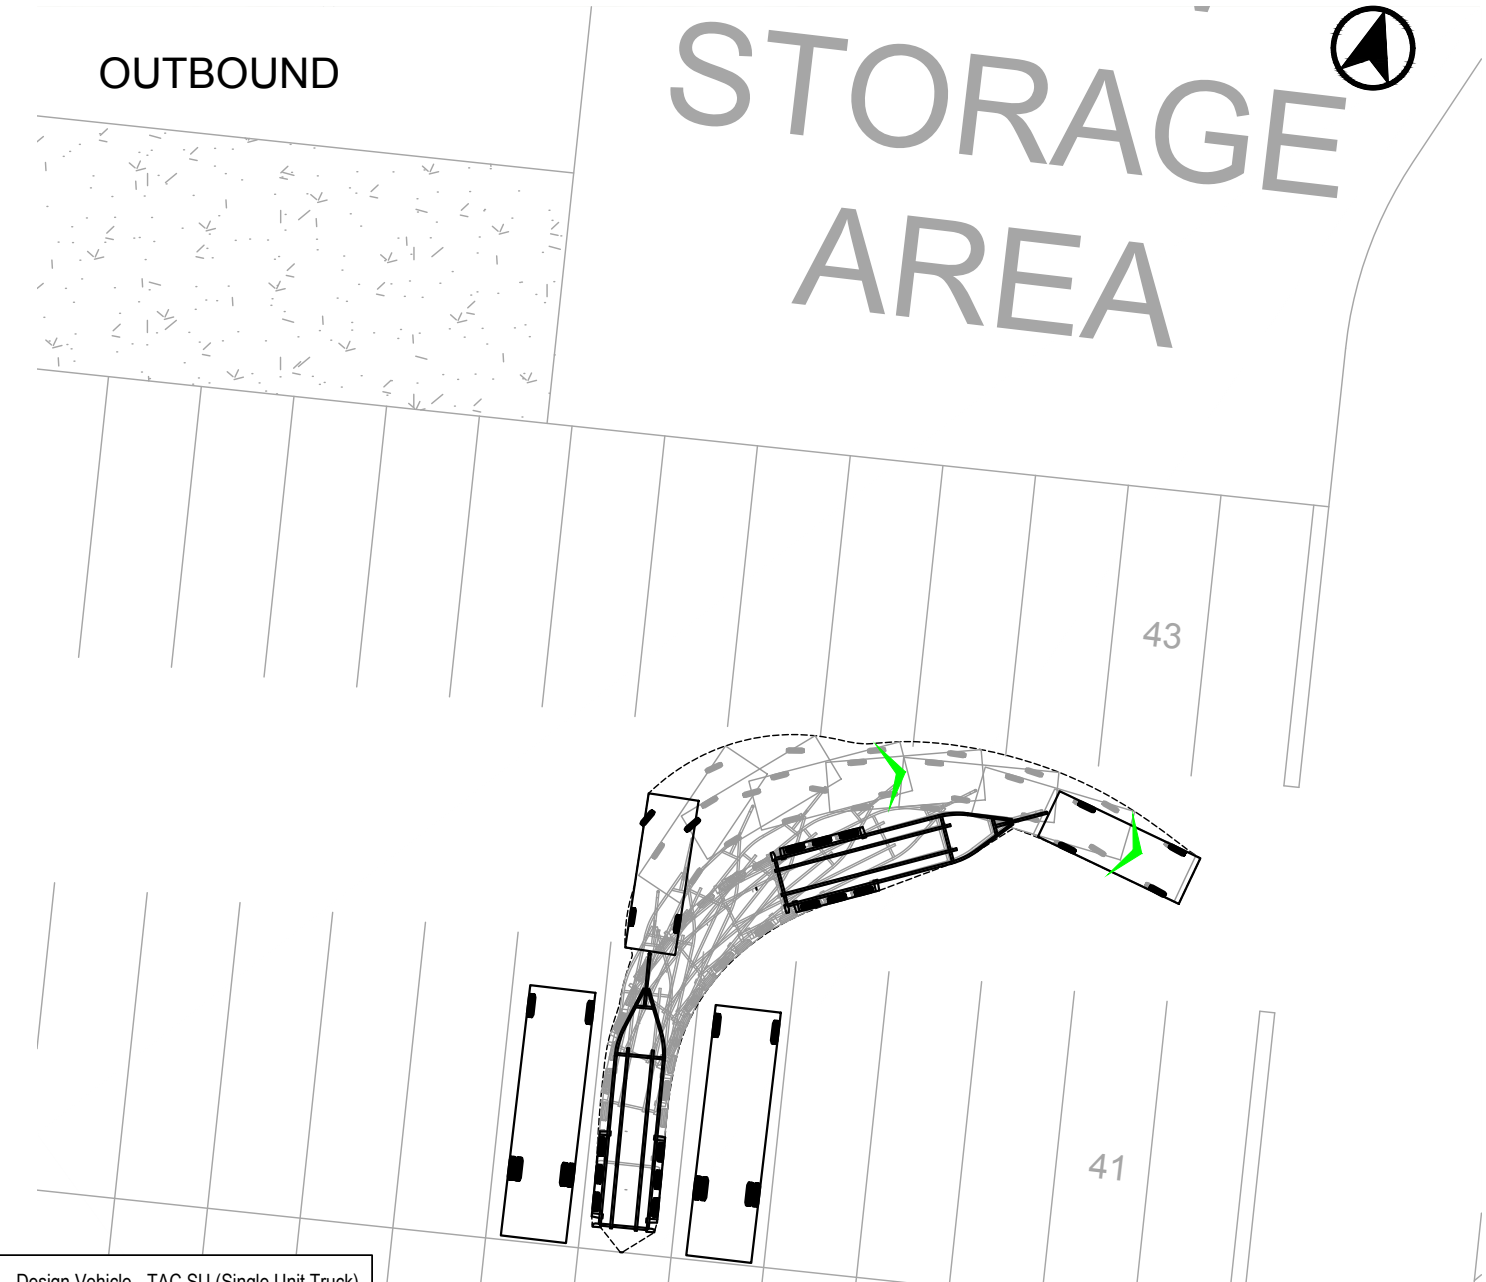 OUTBOUND
STORAGE
AREA
43
41
Design Vehicle - TAC SU (Single Unit Truck)